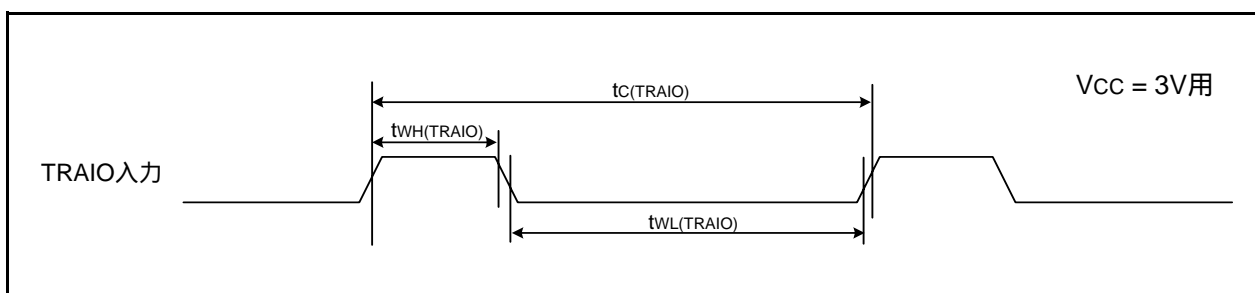 tC(TRAIO)
VCC = 3V用
tWH(TRAIO)
TRAIO入力
tWL(TRAIO)